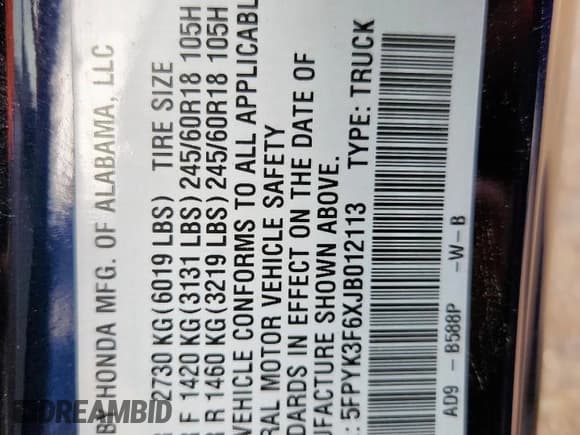 BY HONDA MFG. OF ALABAMA, LLC
2730 KG(6019 LBS) TIRE SIZE
F 1420 KG(3131 LBS) 245/60R18 105H
R 1460 KG(3219 LBS) 245/60R18 105H
VEHICLE CONFORMS TO ALL APPLICABL
RAL MOTOR VEHICLE SAFETY
DARDS IN EFFECT ON THE DATE OF
UFACTURE SHOWN ABOVE.
.: 5FPYK3F6XJB012113 TYPE: TRUCK
AD9 - B588P -W-B
DREAMBID